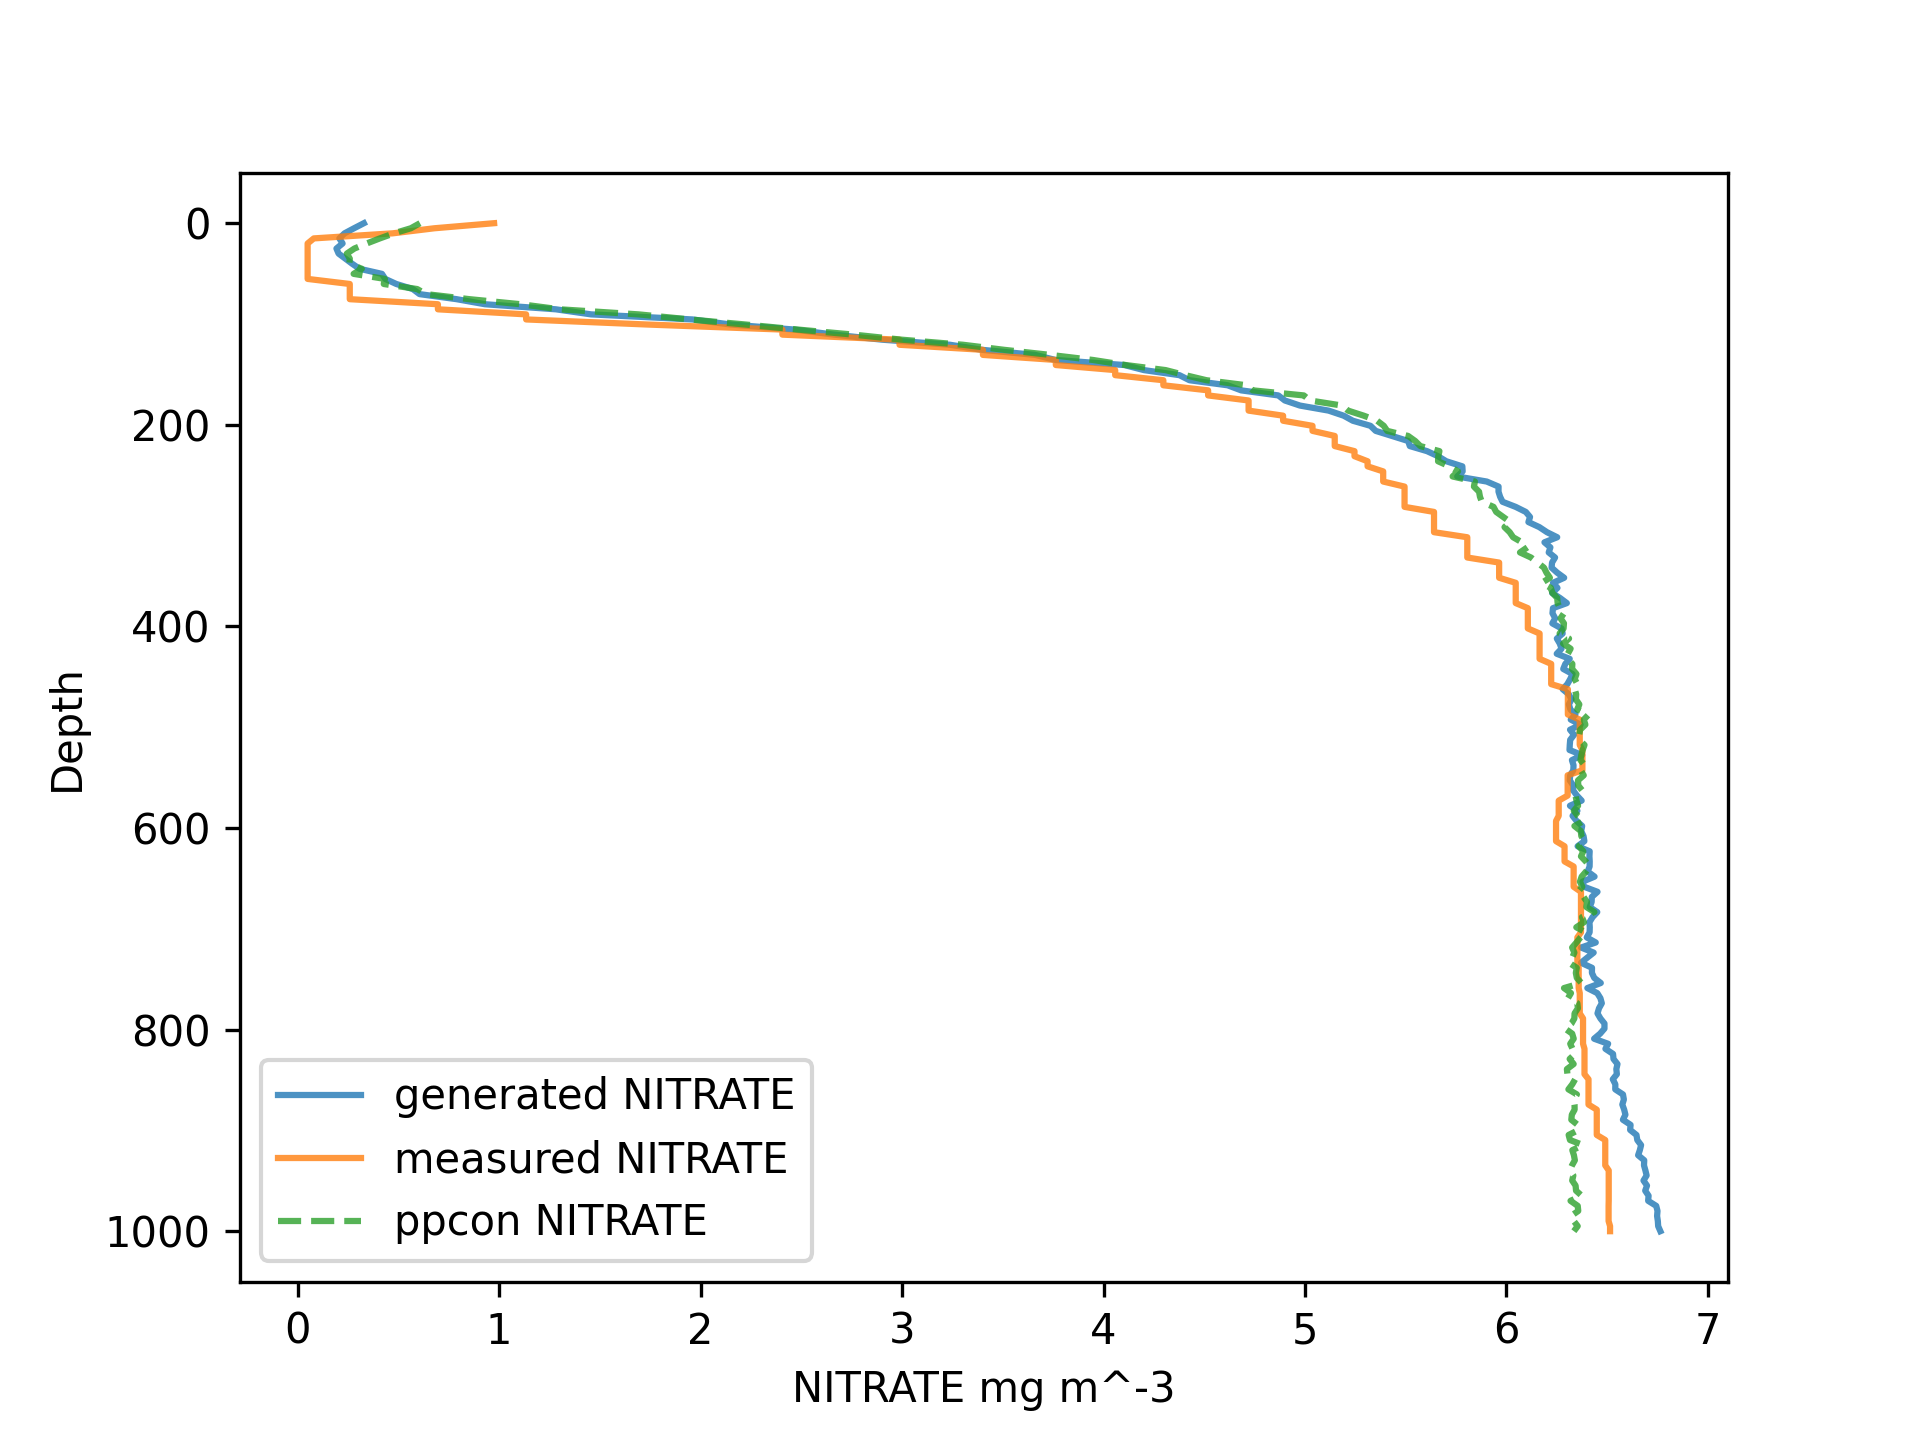 0
200
400
600
800
1000
Depth
generated NITRATE
measured NITRATE
ppcon NITRATE
0 1 2 3 4 5 6 7
NITRATE mg m^-3